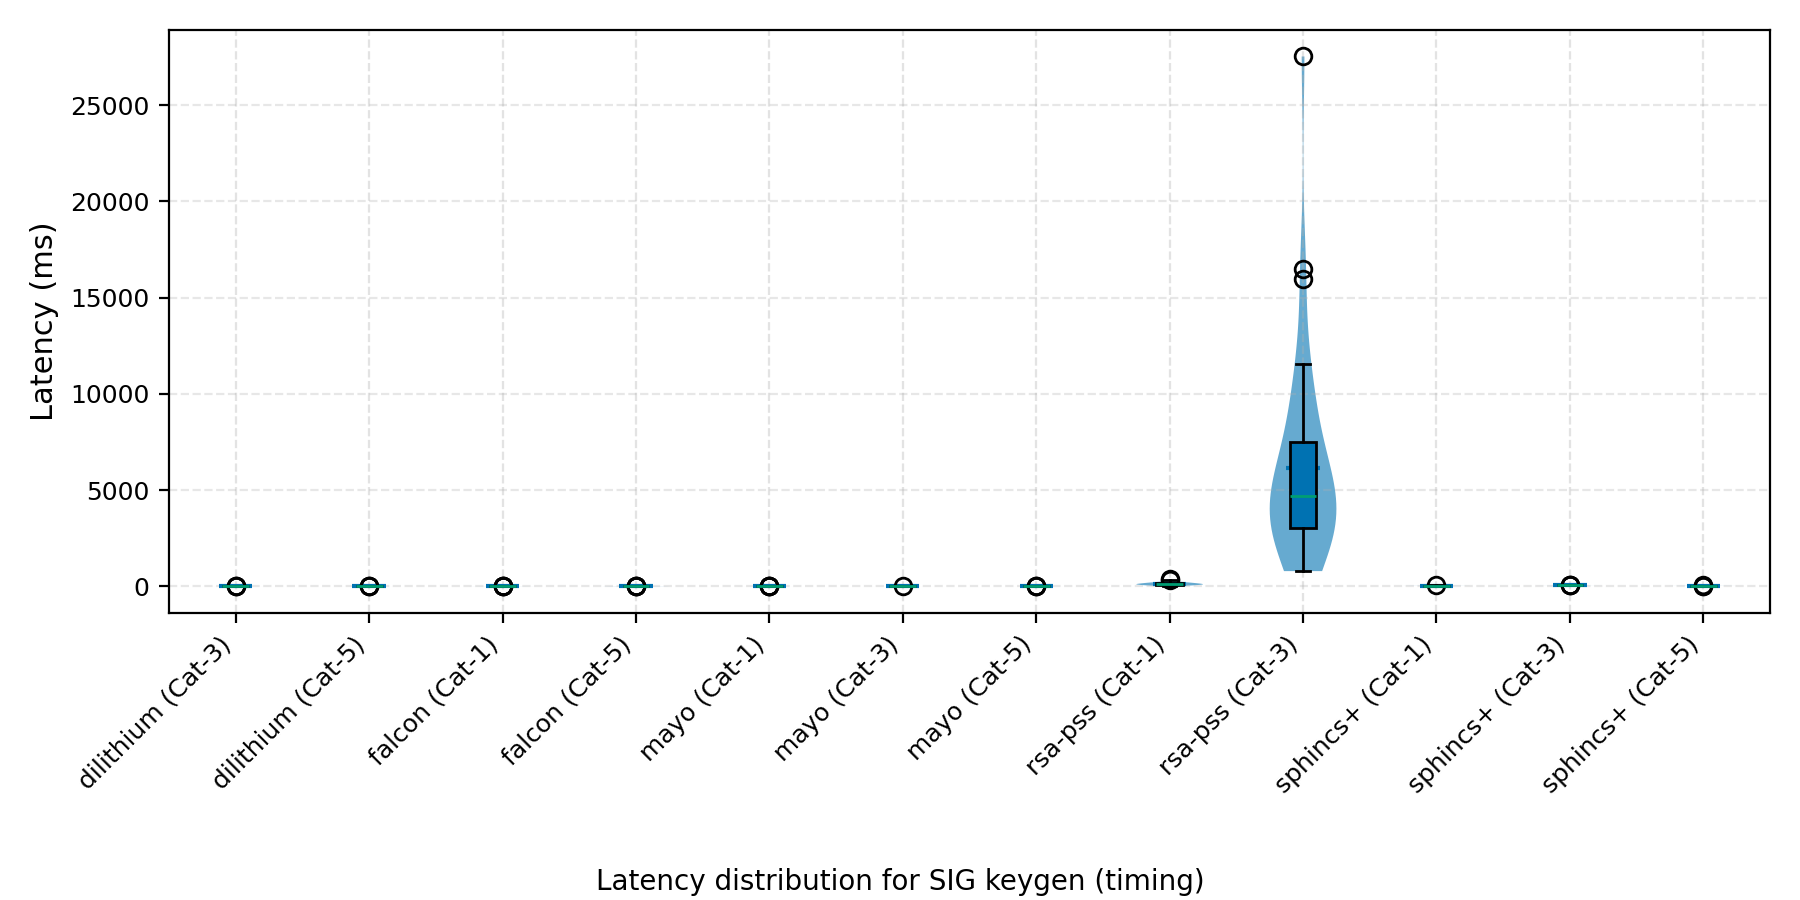 Latency (ms)
25000
20000
15000
10000
5000
0
dilithium (Cat-3)
dilithium (Cat-5)
falcon (Cat-1)
falcon (Cat-5)
mayo (Cat-1)
mayo (Cat-3)
mayo (Cat-5)
rsa-pss (Cat-1)
rsa-pss (Cat-3)
sphincs+ (Cat-1)
sphincs+ (Cat-3)
sphincs+ (Cat-5)
Latency distribution for SIG keygen (timing)